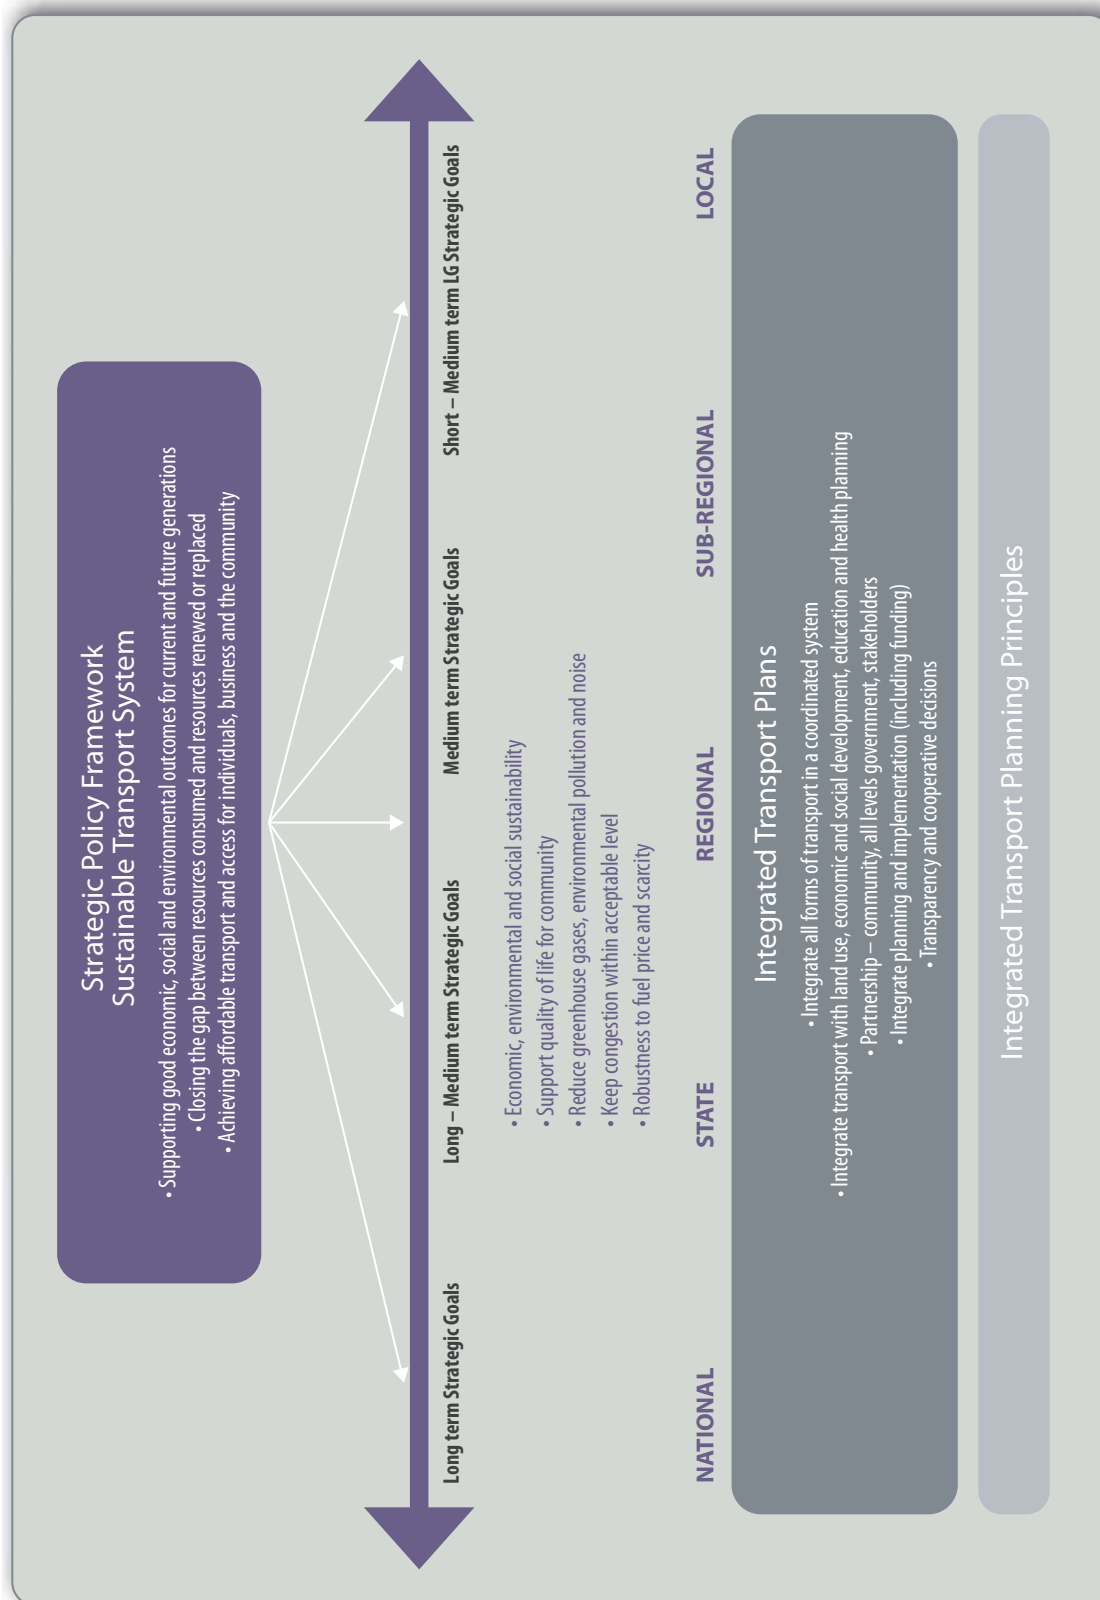 Strategic Policy Framework
Sustainable Transport System
• Supporting good economic, social and environmental outcomes for current and future generations
• Closing the gap between resources consumed and resources renewed or replaced
• Achieving affordable transport and access for individuals, business and the community
Long term Strategic Goals
Long – Medium term Strategic Goals
Medium term Strategic Goals
Short – Medium term LG Strategic Goals
• Economic, environmental and social sustainability
• Support quality of life for community
• Reduce greenhouse gases, environmental pollution and noise
• Keep congestion within acceptable level
• Robustness to fuel price and scarcity
NATIONAL
STATE
REGIONAL
SUB-REGIONAL
LOCAL
Integrated Transport Plans
• Integrate all forms of transport in a coordinated system
• Integrate transport with land use, economic and social development, education and health planning
• Partnership – community, all levels government, stakeholders
• Integrate planning and implementation (including funding)
• Transparency and cooperative decisions
Integrated Transport Planning Principles